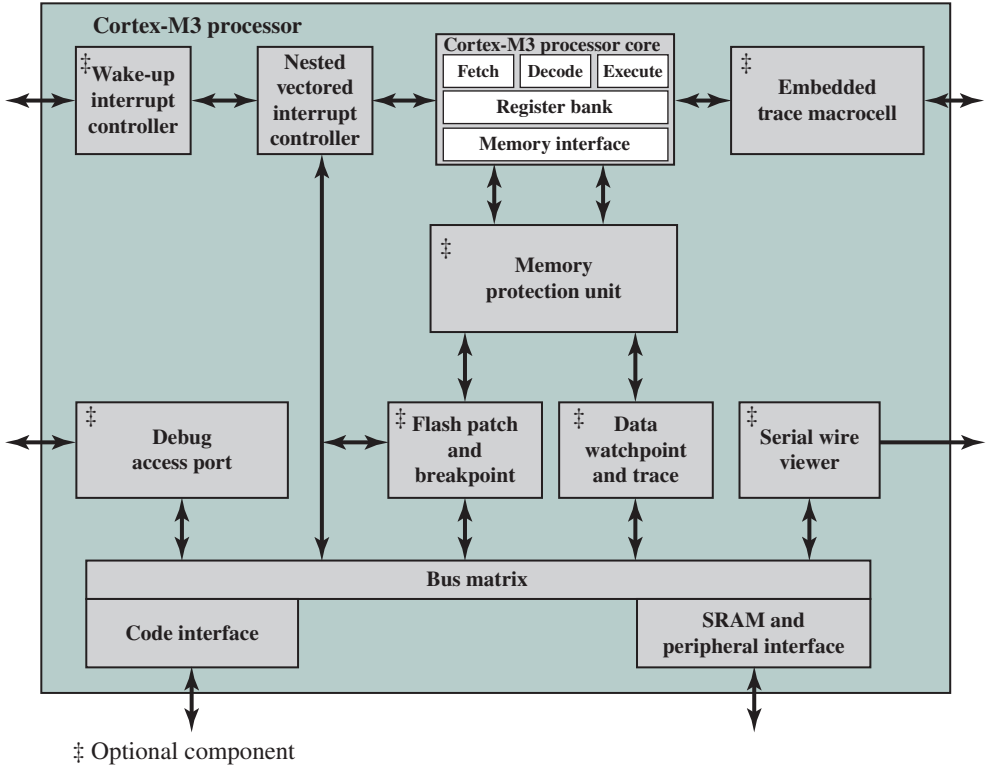 Cortex-M3 processor
‡
Wake-up
interrupt
controller
Nested
vectored
interrupt
controller
Cortex-M3 processor core
Fetch
Decode
Execute
Register bank
Memory interface
‡
Embedded
trace macrocell
‡
Memory
protection unit
‡
Debug
access port
‡
Flash patch
and
breakpoint
‡
Data
watchpoint
and trace
‡
Serial wire
viewer
Bus matrix
Code interface
SRAM and
peripheral interface
‡ Optional component